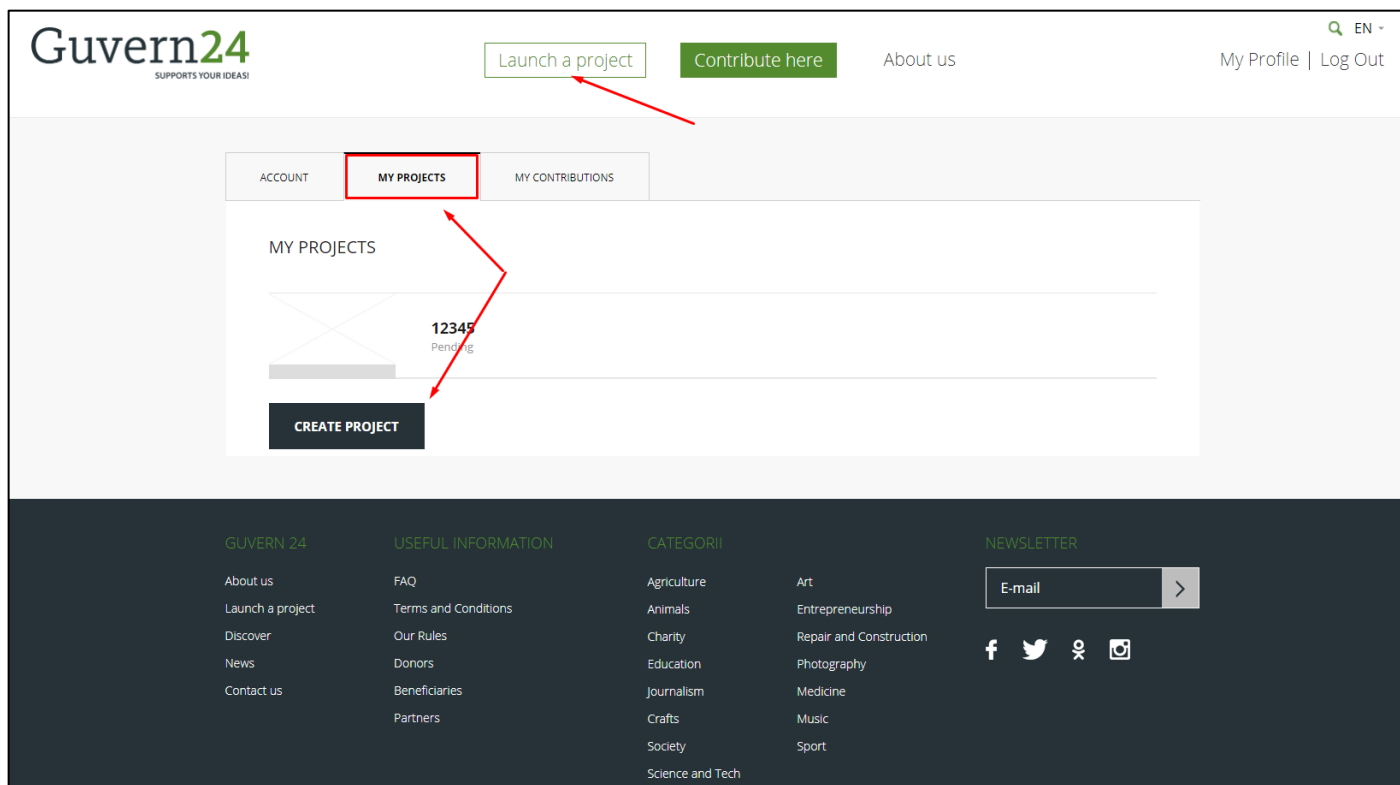 Guvern24
SUPPORTS YOUR IDEAS!
Launch a project
Contribute here
About us
EN
My Profile | Log Out
ACCOUNT
MY PROJECTS
MY CONTRIBUTIONS
MY PROJECTS
12345
Pending
CREATE PROJECT
GUVERN 24
About us
Launch a project
Discover
News
Contact us
USEFUL INFORMATION
FAQ
Terms and Conditions
Our Rules
Donors
Beneficiaries
Partners
CATEGORII
Agriculture
Animals
Charity
Education
Journalism
Crafts
Society
Science and Tech
Art
Entrepreneurship
Repair and Construction
Photography
Medicine
Music
Sport
NEWSLETTER
E-mail